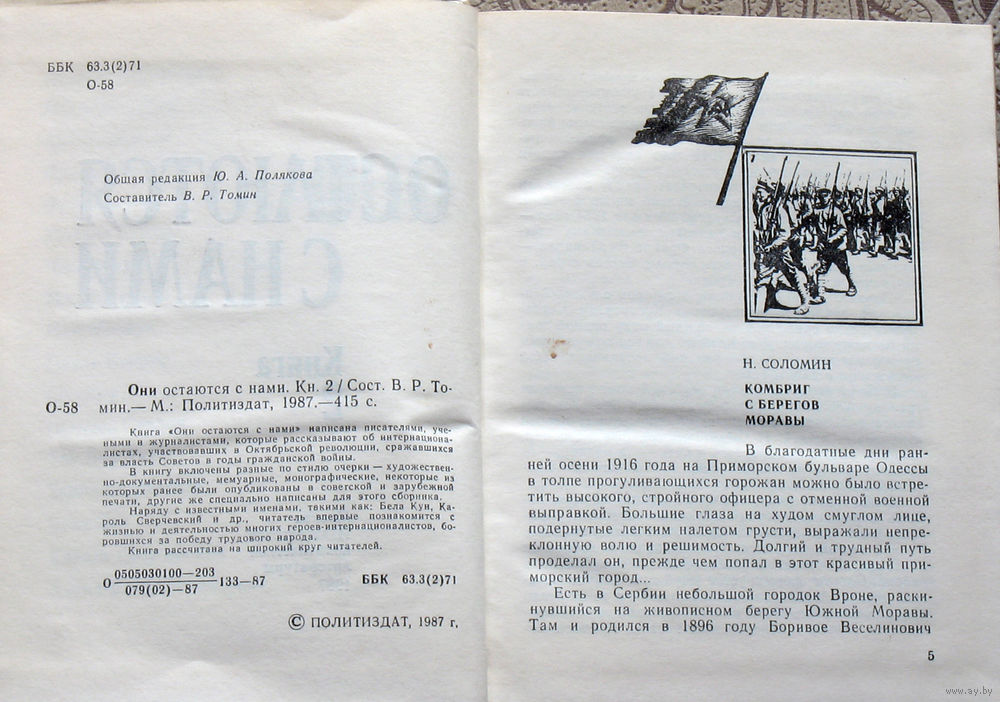 ББК 63.3(2)71
О-58
Общая редакция Ю. А. Полякова
Составитель В. Р. Томин
Они остаются с нами. Кн. 2 / Сост. В. Р. То-
О-58 мин.— М.: Политиздат, 1987.—415 с.
Книга «Они остаются с нами» написана писателями, уче-
ными и журналистами, которые рассказывают об интернациона-
листах, участвовавших в Октябрьской революции, сражавшихся
за власть Советов в годы гражданской войны.
В книгу включены разные по стилю очерки — художествен-
но-документальные, мемуарные, монографические, некоторые из
которых ранее были опубликованы в советской и зарубежной
печати, другие же специально написаны для этого сборника.
Наряду с известными именами, такими как: Бела Кун, Ка-
роль Сверчевский и др., читатель впервые познакомится с
жизнью и деятельностью многих героев-интернационалистов, бо-
ровшихся за победу трудового народа.
Книга рассчитана на широкий круг читателей.
О 0505030100—203
079(02)—87 133—87 ББК 63.3(2)71
© ПОЛИТИЗДАТ, 1987 г,
Н. СОЛОМИН
КОМБРИГ
С БЕРЕГОВ
МОРАВЫ
В благодатные дни ран-
ней осени 1916 года на Приморском бульваре Одессы
в толпе прогуливающихся горожан можно было встре-
тить высокого, стройного офицера с отменной военной
выправкой. Большие глаза на худом смуглом лице,
подернутые легким налетом грусти, выражали непре-
клонную волю и решимость. Долгий и трудный путь
проделал он, прежде чем попал в этот красивый при-
морский город...
Есть в Сербии небольшой городок Вроне, раски-
нувшийся на живописном берегу Южной Моравы.
Там и родился в 1896 году Боривое Веселинович
5
www.ay.by
ОСТАЮТСЯ
С НАМИ
Книга